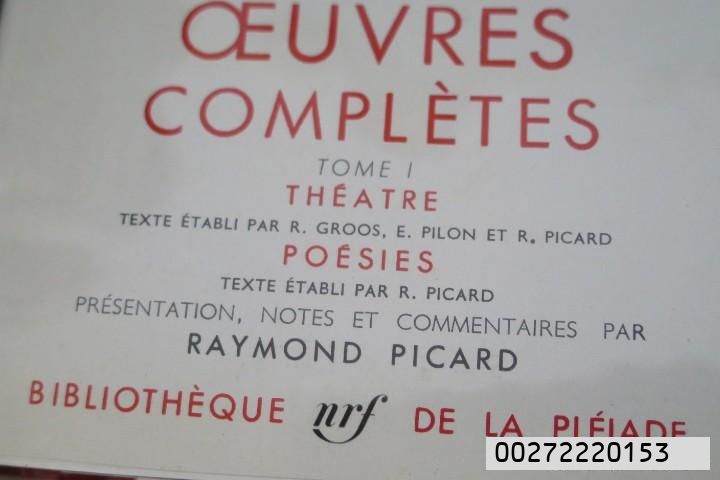 ŒUVRES
COMPLÈTES
TOME I
THÉATRE
TEXTE ÉTABLI PAR R. GROOS, E. PILON ET R. PICARD
POÉSIES
TEXTE ÉTABLI PAR R. PICARD
PRÉSENTATION, NOTES ET COMMENTAIRES PAR
RAYMOND PICARD
BIBLIOTHÈQUE nrf DE LA PLÉIADE
00272220153